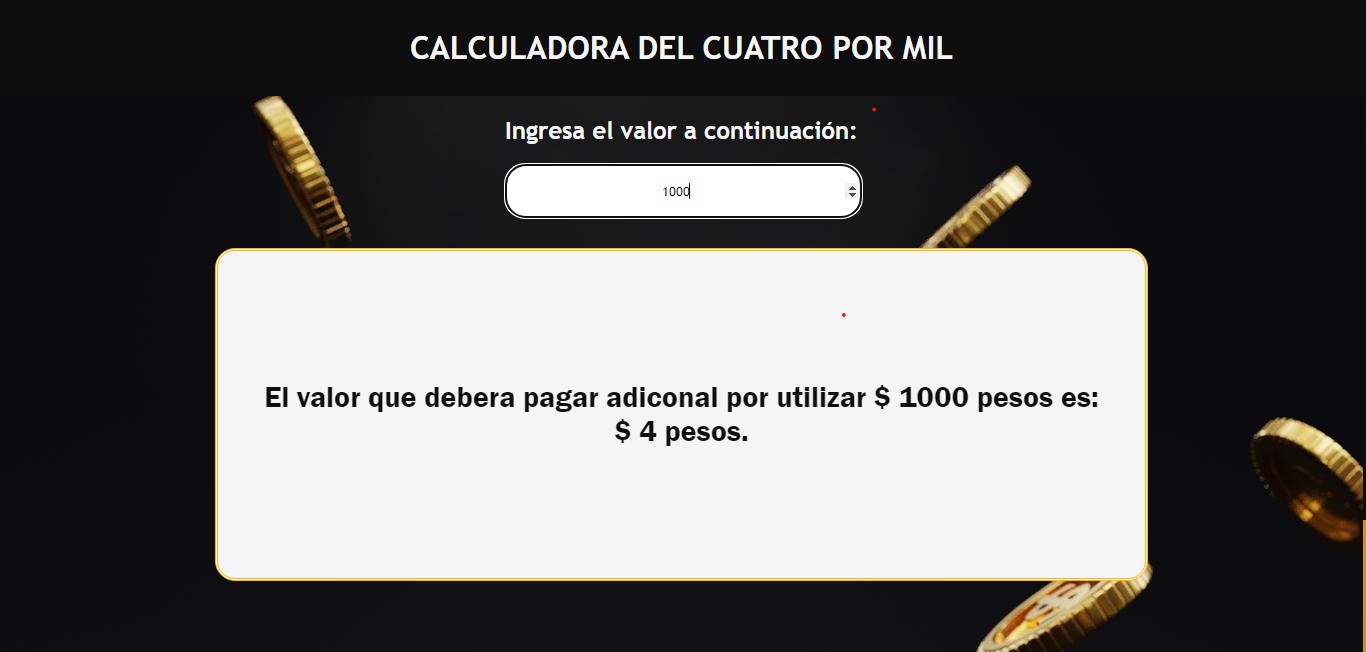 CALCULADORA DEL CUATRO POR MIL
Ingresa el valor a continuación:
1000
El valor que debera pagar adiconal por utilizar $ 1000 pesos es:
$ 4 pesos.